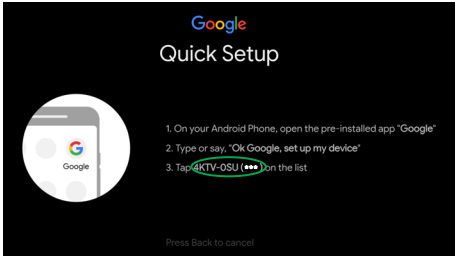 Google
Quick Setup
Google
1. On your Android Phone, open the pre-installed app "Google"
2. Type or say, "Ok Google, set up my device"
3. Tap 4KTV-0SU (***) on the list
Press Back to cancel